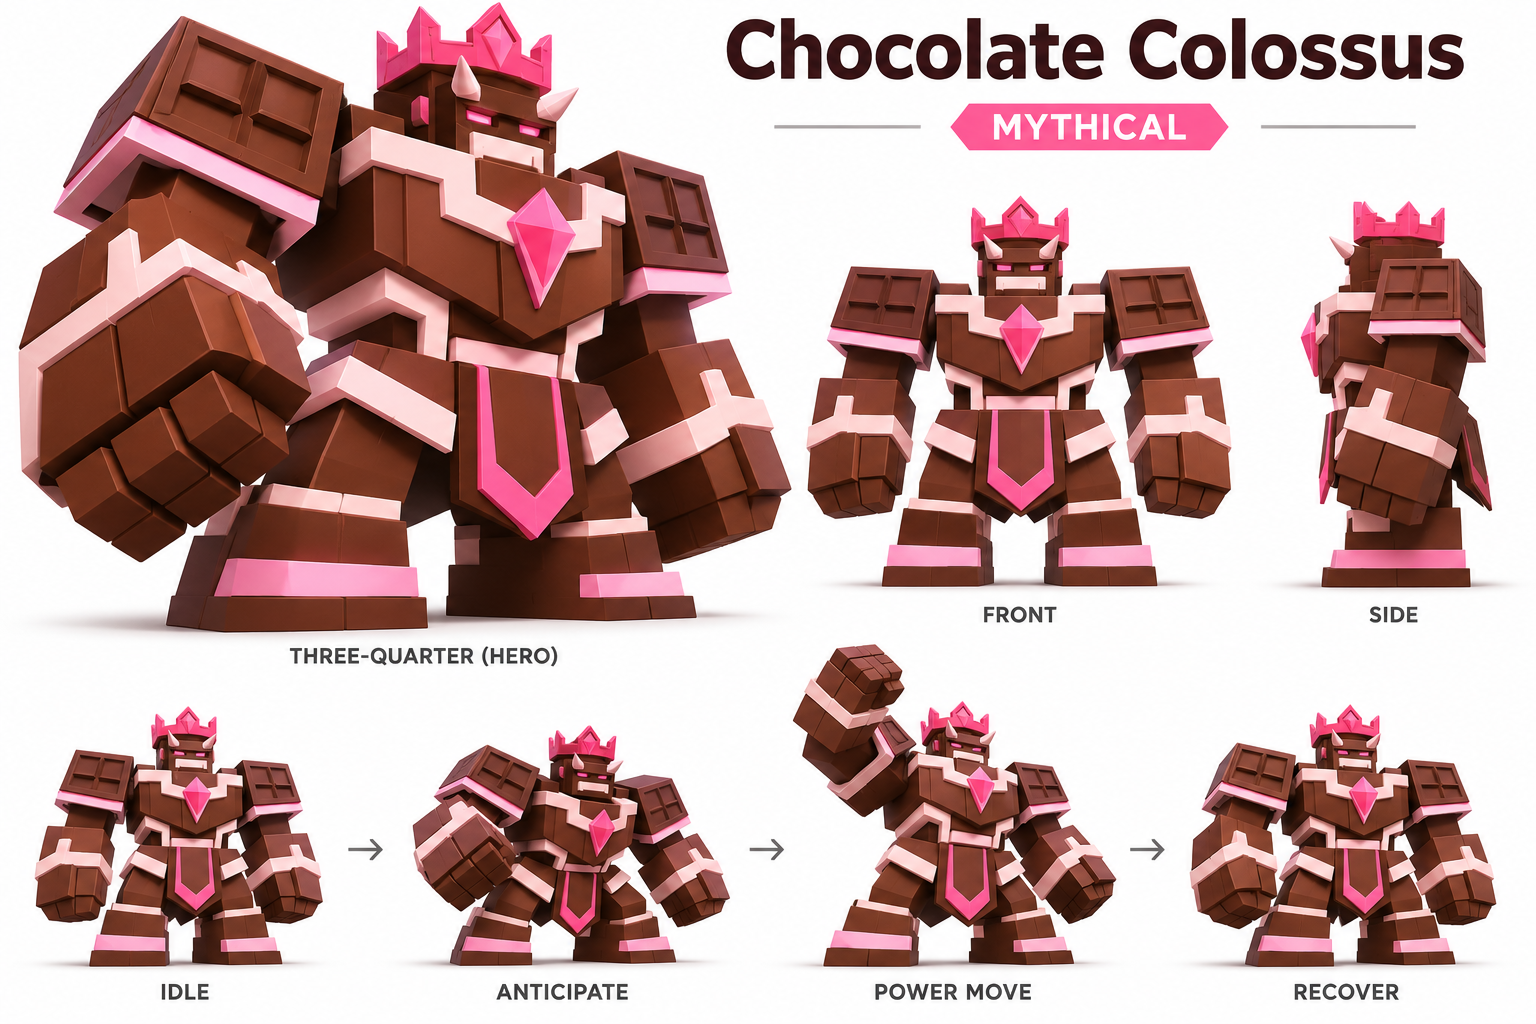 Chocolate Colossus
MYTHICAL
THREE-QUARTER (HERO)
FRONT
SIDE
IDLE
ANTICIPATE
POWER MOVE
RECOVER